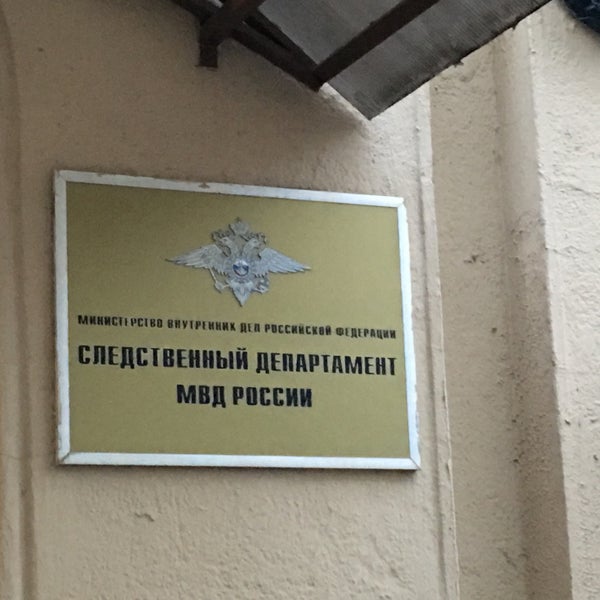 МИНИСТЕРСТВО ВНУТРЕННИХ ДЕЛ РОССИЙСКОЙ ФЕДЕРАЦИИ
СЛЕДСТВЕННЫЙ ДЕПАРТАМЕНТ
МВД РОССИИ